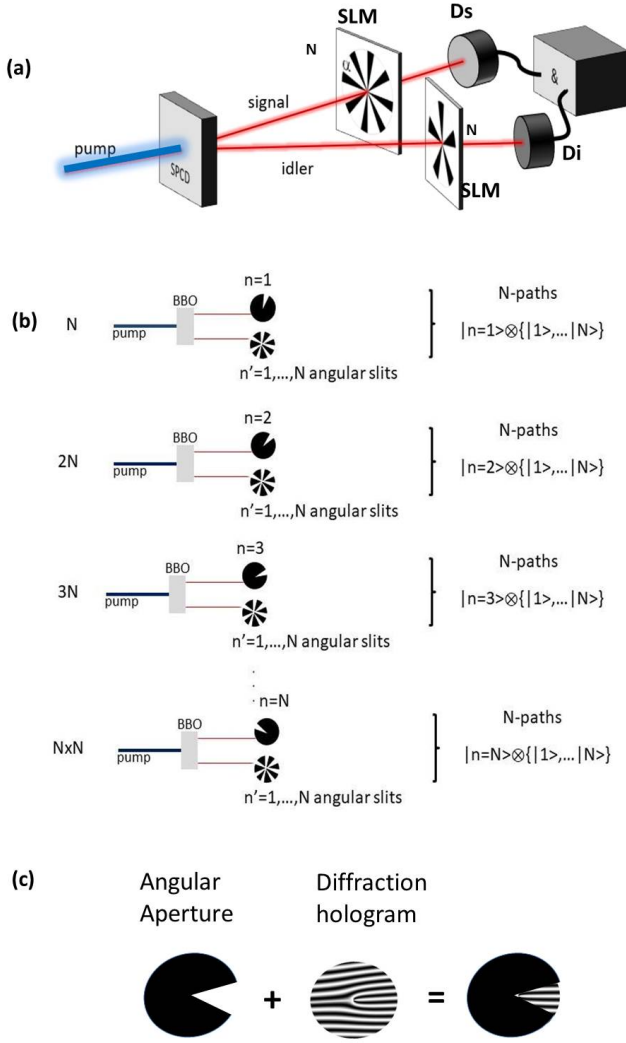 (a)
SLM
Ds
N
α
&
signal
pump
SPCD
N
idler
Di
SLM
(b)
n=1
BBO
N
pump
n'=1,...,N angular slits
N-paths
|n=1>⊗{|1>,...|N>}
n=2
BBO
2N
pump
n'=1,...,N angular slits
N-paths
|n=2>⊗{|1>,...|N>}
n=3
BBO
3N
pump
n'=1,...,N angular slits
N-paths
|n=3>⊗{|1>,...|N>}
n=N
BBO
NxN
pump
n'=1,...,N angular slits
N-paths
|n=N>⊗{|1>,...|N>}
(c)
Angular
Aperture
Diffraction
hologram
+
=